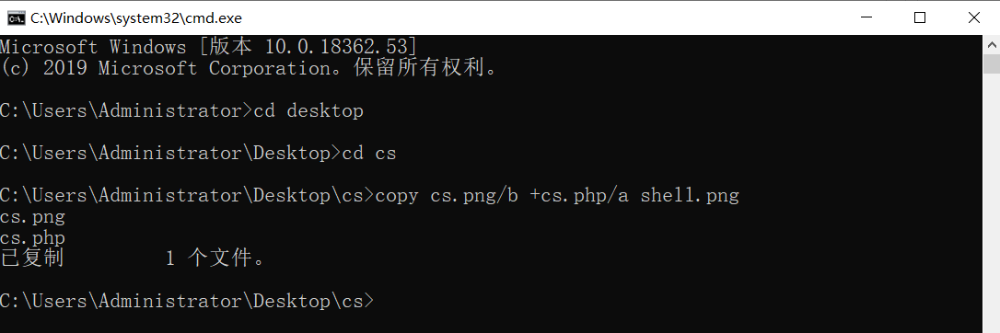 C:\Windows\system32\cmd.exe
Microsoft Windows [版本 10.0.18362.53]
(c) 2019 Microsoft Corporation。保留所有权利。
C:\Users\Administrator>cd desktop
C:\Users\Administrator\Desktop>cd cs
C:\Users\Administrator\Desktop\cs>copy cs.png/b +cs.php/a shell.png
cs.png
cs.php
已复制         1 个文件。
C:\Users\Administrator\Desktop\cs>